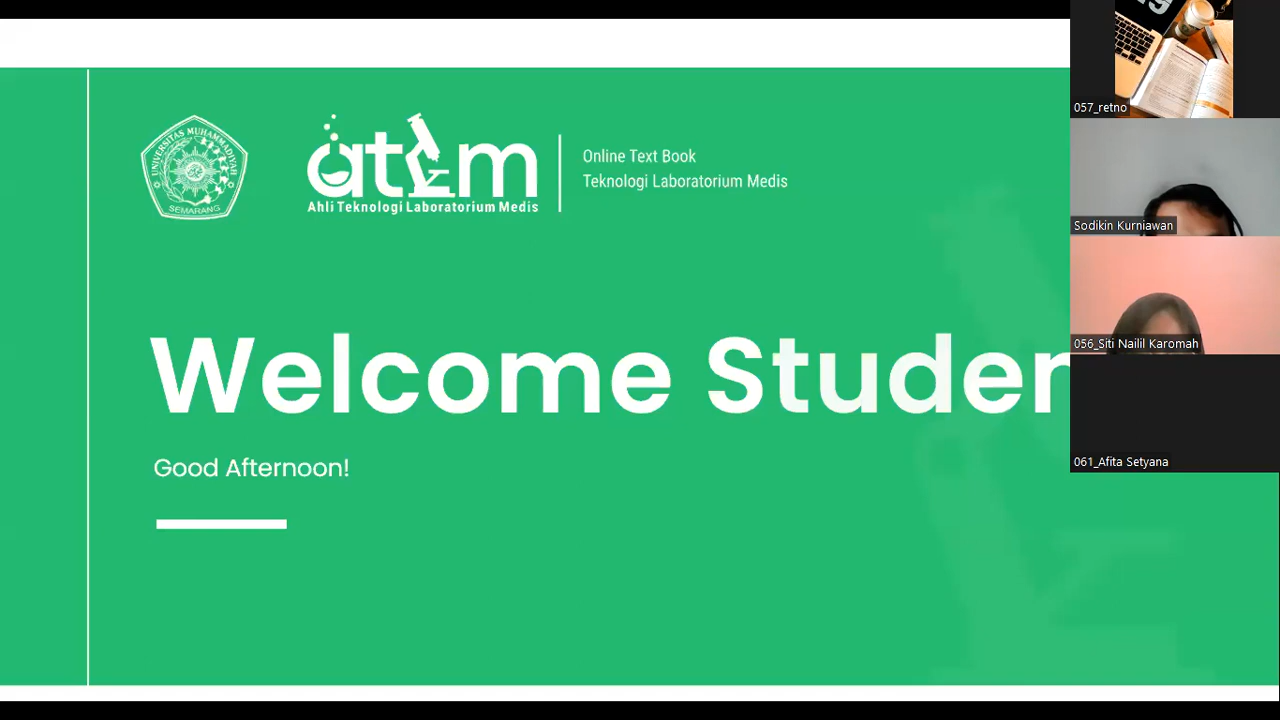 UNIVERSITAS MUHAMMADIYAH
SEMARANG
atlm
Ahli Teknologi Laboratorium Medis
Online Text Book
Teknologi Laboratorium Medis
Welcome Studen
Good Afternoon!
057_retno
Sodikin Kurniawan
056_Siti Nailil Karomah
061_Afita Setyana